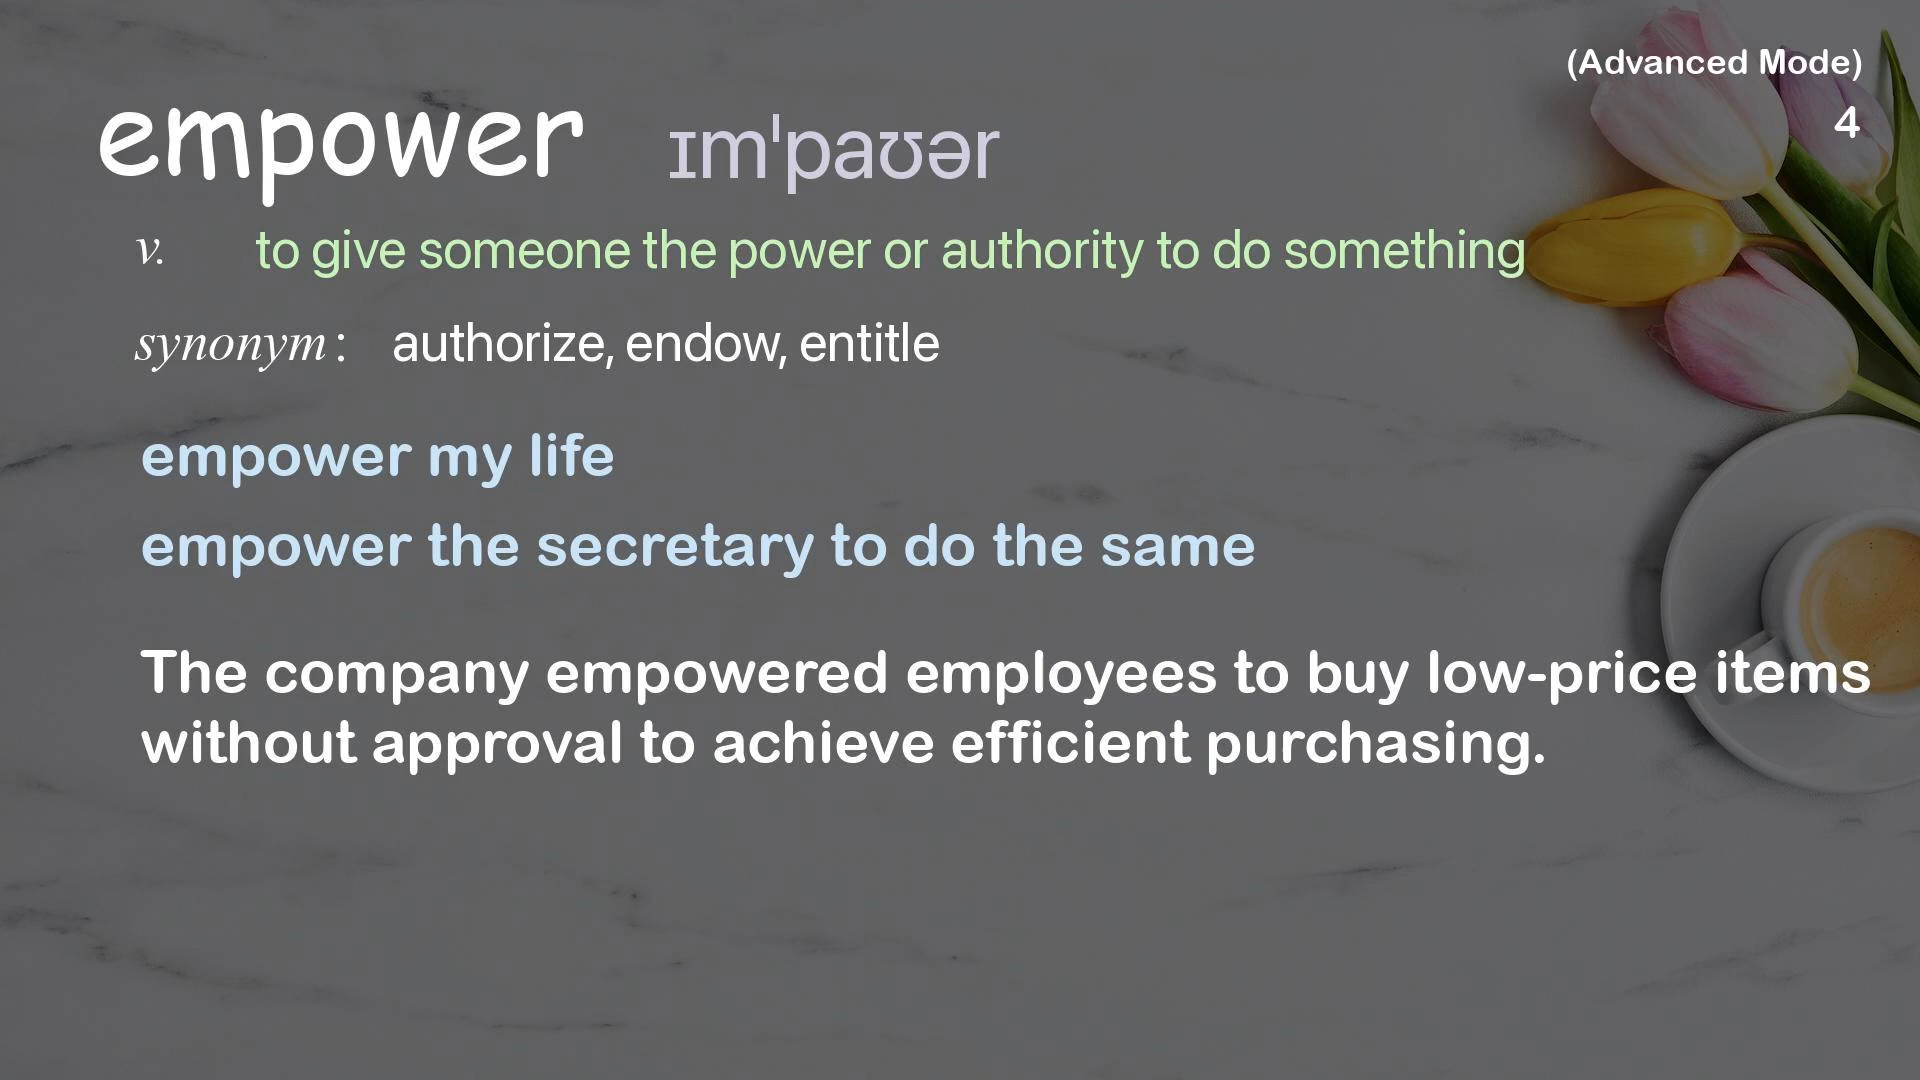 (Advanced Mode)
empower ɪmˈpaʊər
4
v. to give someone the power or authority to do something
synonym : authorize, endow, entitle
empower my life
empower the secretary to do the same
The company empowered employees to buy low-price items
without approval to achieve efficient purchasing.